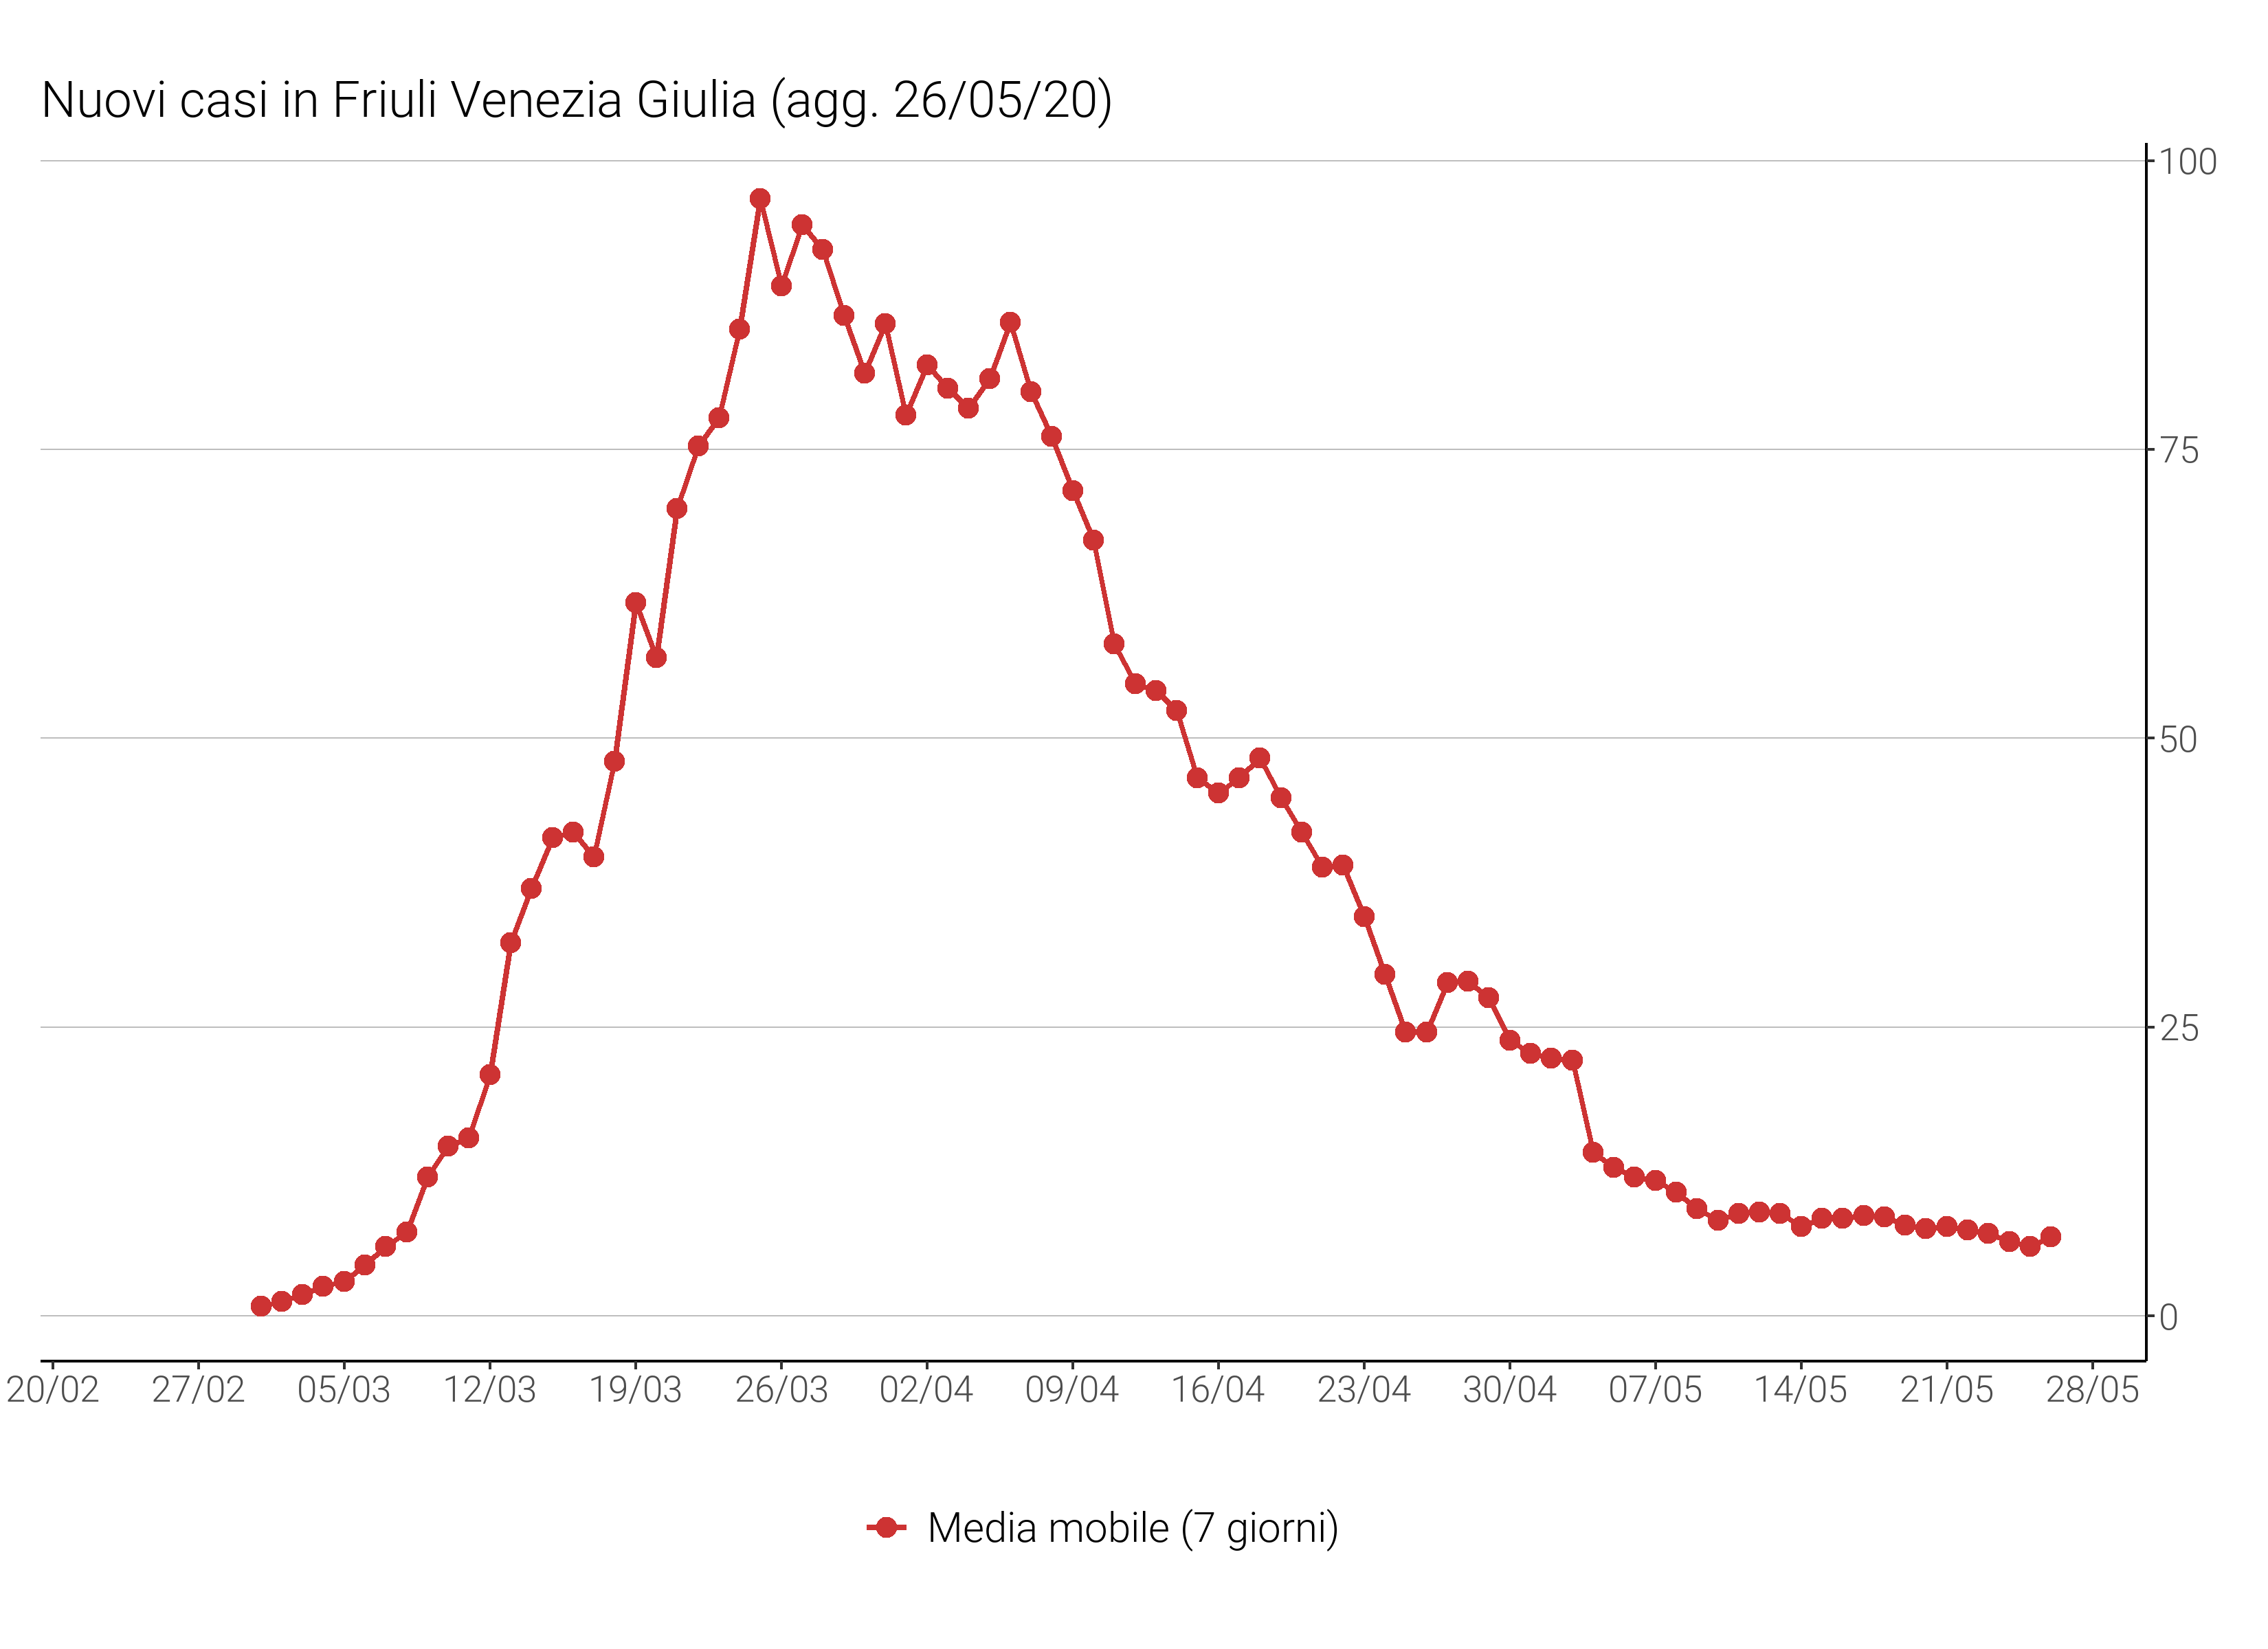 Nuovi casi in Friuli Venezia Giulia (agg. 26/05/20)
100
75
50
25
0
20/02 27/02 05/03 12/03 19/03 26/03 02/04 09/04 16/04 23/04 30/04 07/05 14/05 21/05 28/05
Media mobile (7 giorni)